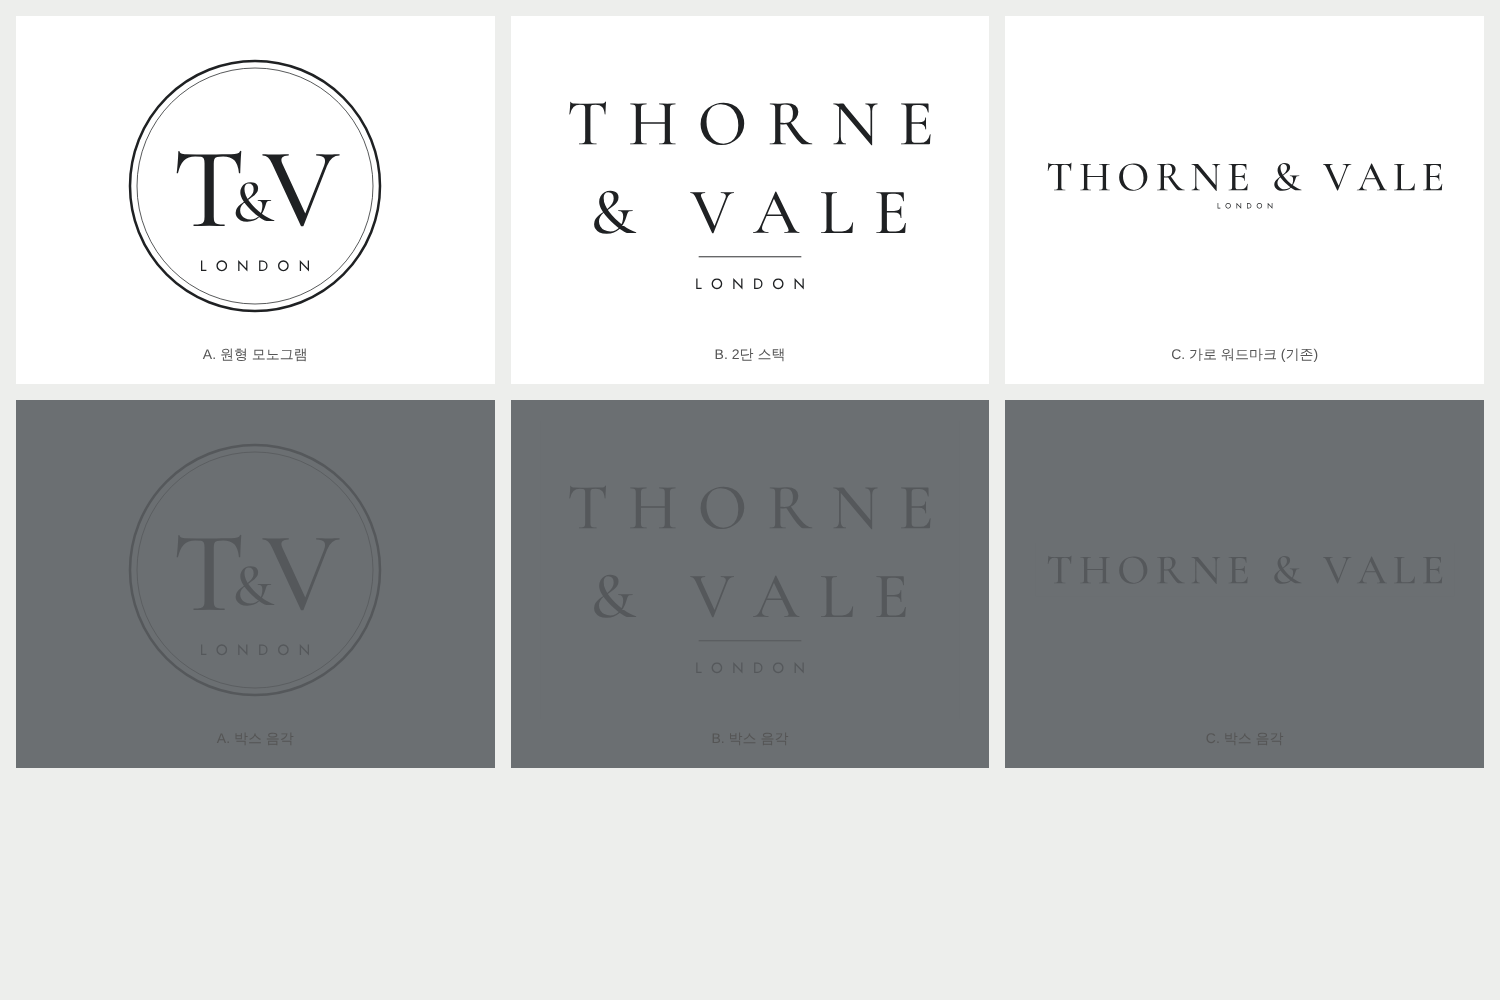 T&V
LONDON
A. 원형 모노그램
THORNE
& VALE
LONDON
B. 2단 스택
THORNE & VALE
LONDON
C. 가로 워드마크 (기존)
T&V
LONDON
A. 박스 음각
THORNE
& VALE
LONDON
B. 박스 음각
THORNE & VALE
C. 박스 음각